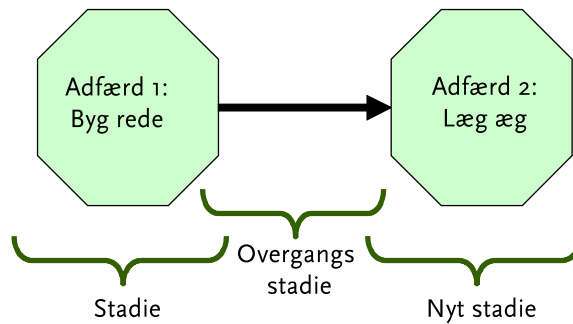 Adfærd 1:
Byg rede
Adfærd 2:
Læg æg
Overgangs
stadie
Stadie
Nyt stadie